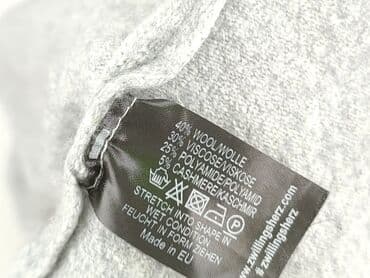 40% WOOL/WOLLE
30% VISCOSE/VISKOSE
25% POLYAMIDE/POLYAMID
5% CASHMERE/KASCHMIR
STRETCH INTO SHAPE IN
WET CONDITION
FEUCHT IN FORM ZIEHEN
Made in EU
www.zwillingsherz.com